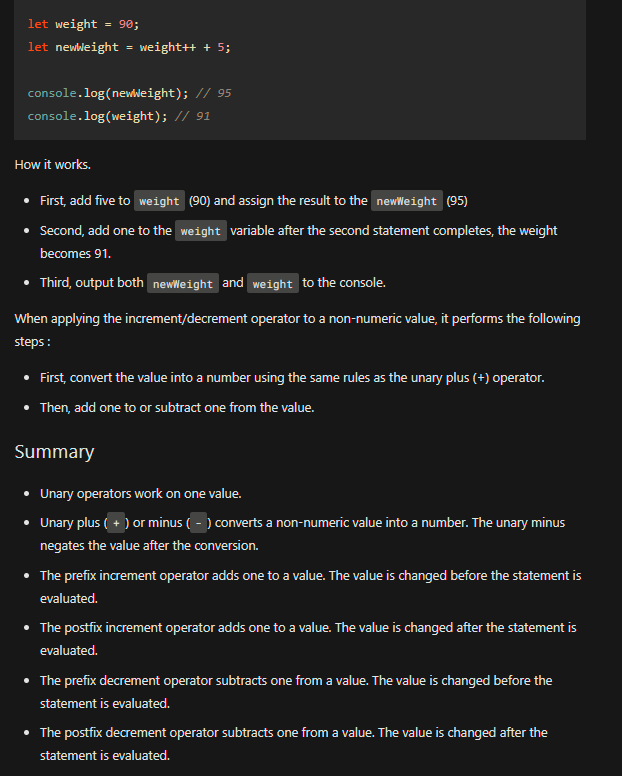 let weight = 90;
let newWeight = weight++ + 5;
console.log(newWeight); // 95
console.log(weight); // 91
How it works.
First, add five to weight (90) and assign the result to the newWeight (95)
Second, add one to the weight variable after the second statement completes, the weight
becomes 91.
Third, output both newWeight and weight to the console.
When applying the increment/decrement operator to a non-numeric value, it performs the following
steps :
First, convert the value into a number using the same rules as the unary plus (+) operator.
Then, add one to or subtract one from the value.
Summary
Unary operators work on one value.
Unary plus ( + ) or minus ( - ) converts a non-numeric value into a number. The unary minus
negates the value after the conversion.
The prefix increment operator adds one to a value. The value is changed before the statement is
evaluated.
The postfix increment operator adds one to a value. The value is changed after the statement is
evaluated.
The prefix decrement operator subtracts one from a value. The value is changed before the
statement is evaluated.
The postfix decrement operator subtracts one from a value. The value is changed after the
statement is evaluated.